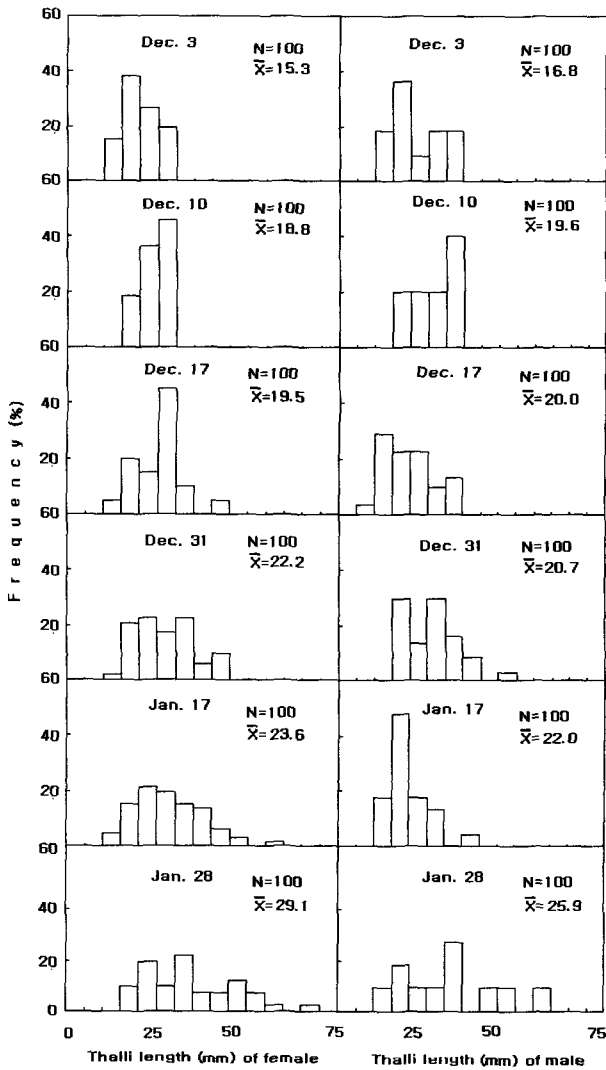 60
40
20
Dec. 3
N=100
X̄=15.3
Dec. 3
N=100
X̄=16.8
60
40
20
Dec. 10
N=100
X̄=18.8
Dec. 10
N=100
X̄=19.6
60
40
20
Dec. 17
N=100
X̄=19.5
Dec. 17
N=100
X̄=20.0
60
40
20
Dec. 31
N=100
X̄=22.2
Dec. 31
N=100
X̄=20.7
60
40
20
Jan. 17
N=100
X̄=23.6
Jan. 17
N=100
X̄=22.0
60
40
20
0
Jan. 28
N=100
X̄=29.1
Jan. 28
N=100
X̄=25.9
Frequency (%)
0 25 50 75 25 50 75
Thalli length (mm) of female
Thalli length (mm) of male